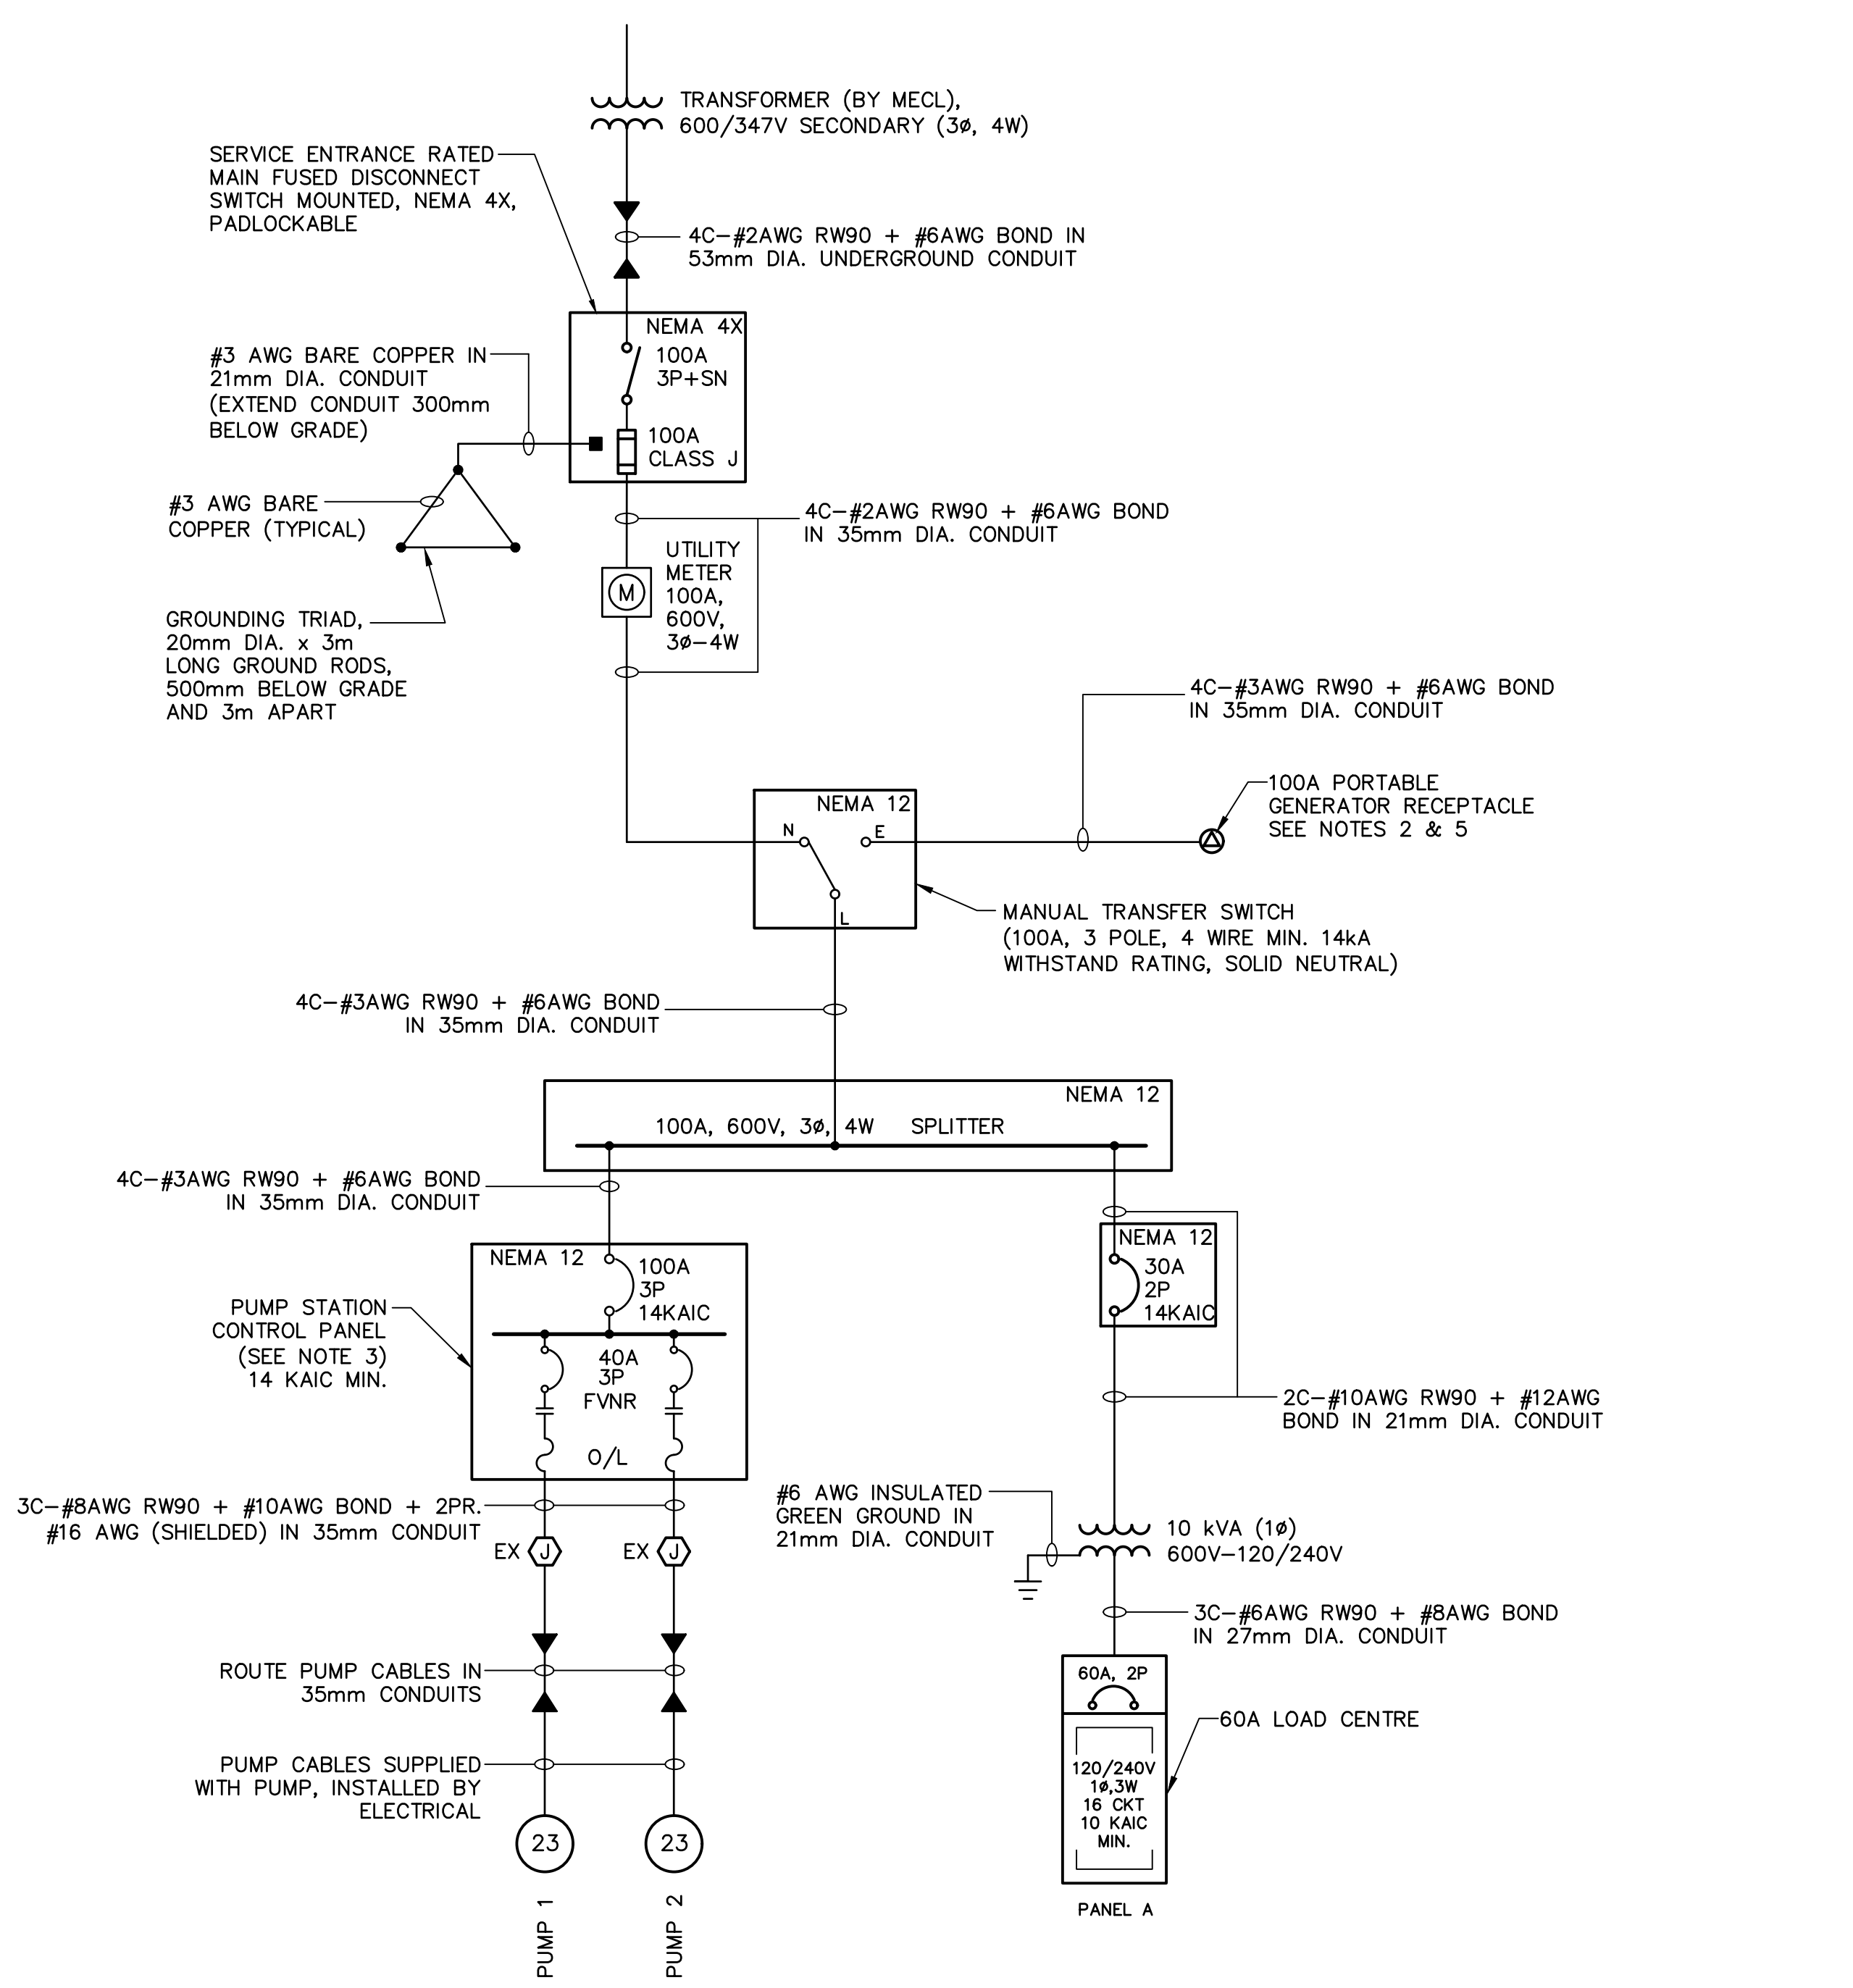 TRANSFORMER (BY MECL),
600/347V SECONDARY (3ø, 4W)
SERVICE ENTRANCE RATED
MAIN FUSED DISCONNECT
SWITCH MOUNTED, NEMA 4X,
PADLOCKABLE
4C-#2AWG RW90 + #6AWG BOND IN
53mm DIA. UNDERGROUND CONDUIT
NEMA 4X
100A
3P+SN
100A
CLASS J
#3 AWG BARE COPPER IN
21mm DIA. CONDUIT
(EXTEND CONDUIT 300mm
BELOW GRADE)
#3 AWG BARE
COPPER (TYPICAL)
GROUNDING TRIAD,
20mm DIA. x 3m
LONG GROUND RODS,
500mm BELOW GRADE
AND 3m APART
4C-#2AWG RW90 + #6AWG BOND
IN 35mm DIA. CONDUIT
UTILITY
METER
100A,
600V,
3ø-4W
M
4C-#3AWG RW90 + #6AWG BOND
IN 35mm DIA. CONDUIT
100A PORTABLE
GENERATOR RECEPTACLE
SEE NOTES 2 & 5
NEMA 12
N
E
L
MANUAL TRANSFER SWITCH
(100A, 3 POLE, 4 WIRE MIN. 14kA
WITHSTAND RATING, SOLID NEUTRAL)
4C-#3AWG RW90 + #6AWG BOND
IN 35mm DIA. CONDUIT
NEMA 12
100A, 600V, 3ø, 4W SPLITTER
4C-#3AWG RW90 + #6AWG BOND
IN 35mm DIA. CONDUIT
NEMA 12
100A
3P
14KAIC
PUMP STATION
CONTROL PANEL
(SEE NOTE 3)
14 KAIC MIN.
40A
3P
FVNR
O/L
NEMA 12
30A
2P
14KAIC
2C-#10AWG RW90 + #12AWG
BOND IN 21mm DIA. CONDUIT
3C-#8AWG RW90 + #10AWG BOND + 2PR.
#16 AWG (SHIELDED) IN 35mm CONDUIT
EX J
EX J
#6 AWG INSULATED
GREEN GROUND IN
21mm DIA. CONDUIT
10 kVA (1ø)
600V-120/240V
3C-#6AWG RW90 + #8AWG BOND
IN 27mm DIA. CONDUIT
ROUTE PUMP CABLES IN
35mm CONDUITS
PUMP CABLES SUPPLIED
WITH PUMP, INSTALLED BY
ELECTRICAL
23
23
PUMP 1
PUMP 2
60A, 2P
60A LOAD CENTRE
120/240V
1ø,3W
16 CKT
10 KAIC
MIN.
PANEL A